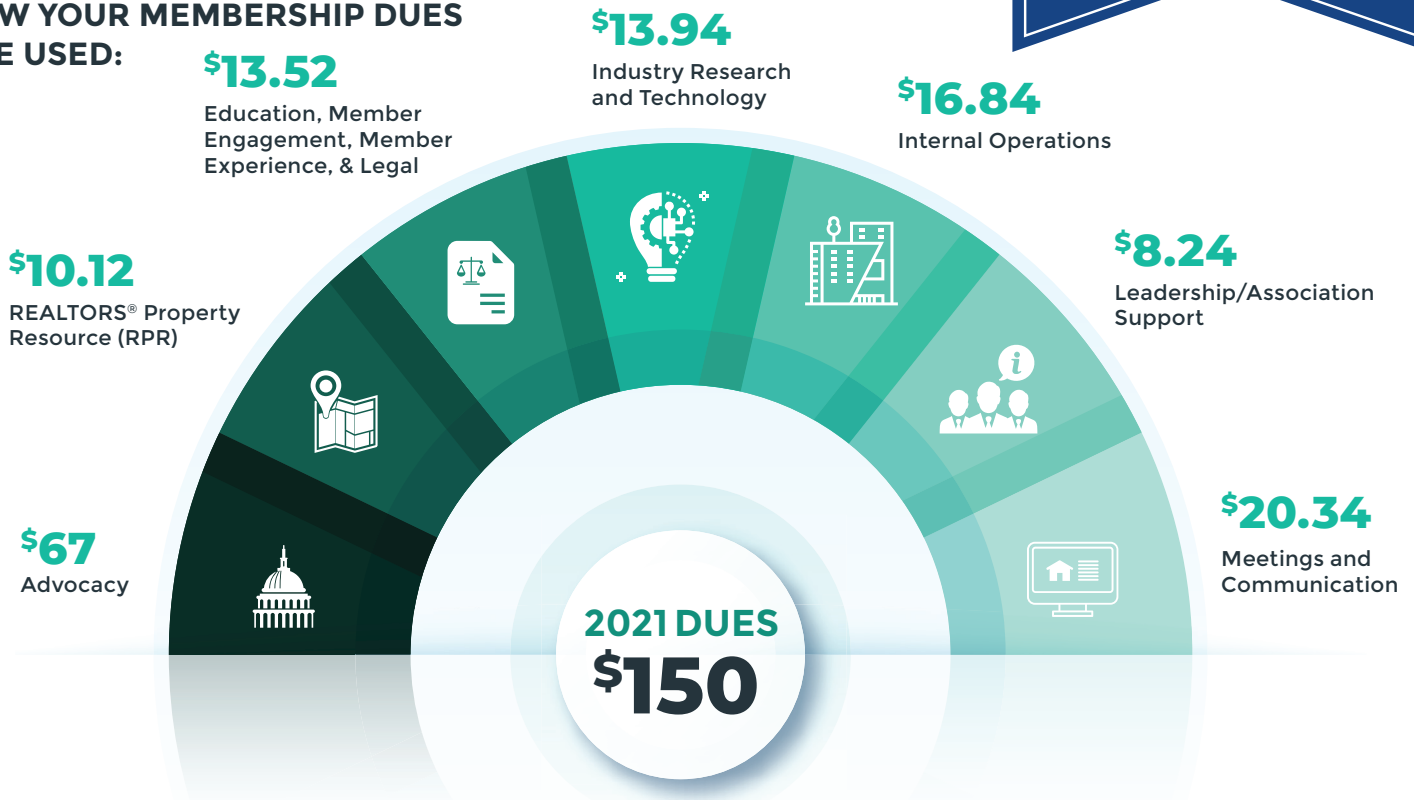 W YOUR MEMBERSHIP DUES
E USED:
$13.52
Education, Member
Engagement, Member
Experience, & Legal
$13.94
Industry Research
and Technology
$16.84
Internal Operations
$10.12
REALTORS® Property
Resource (RPR)
$8.24
Leadership/Association
Support
$67
Advocacy
$20.34
Meetings and
Communication
2021 DUES
$150